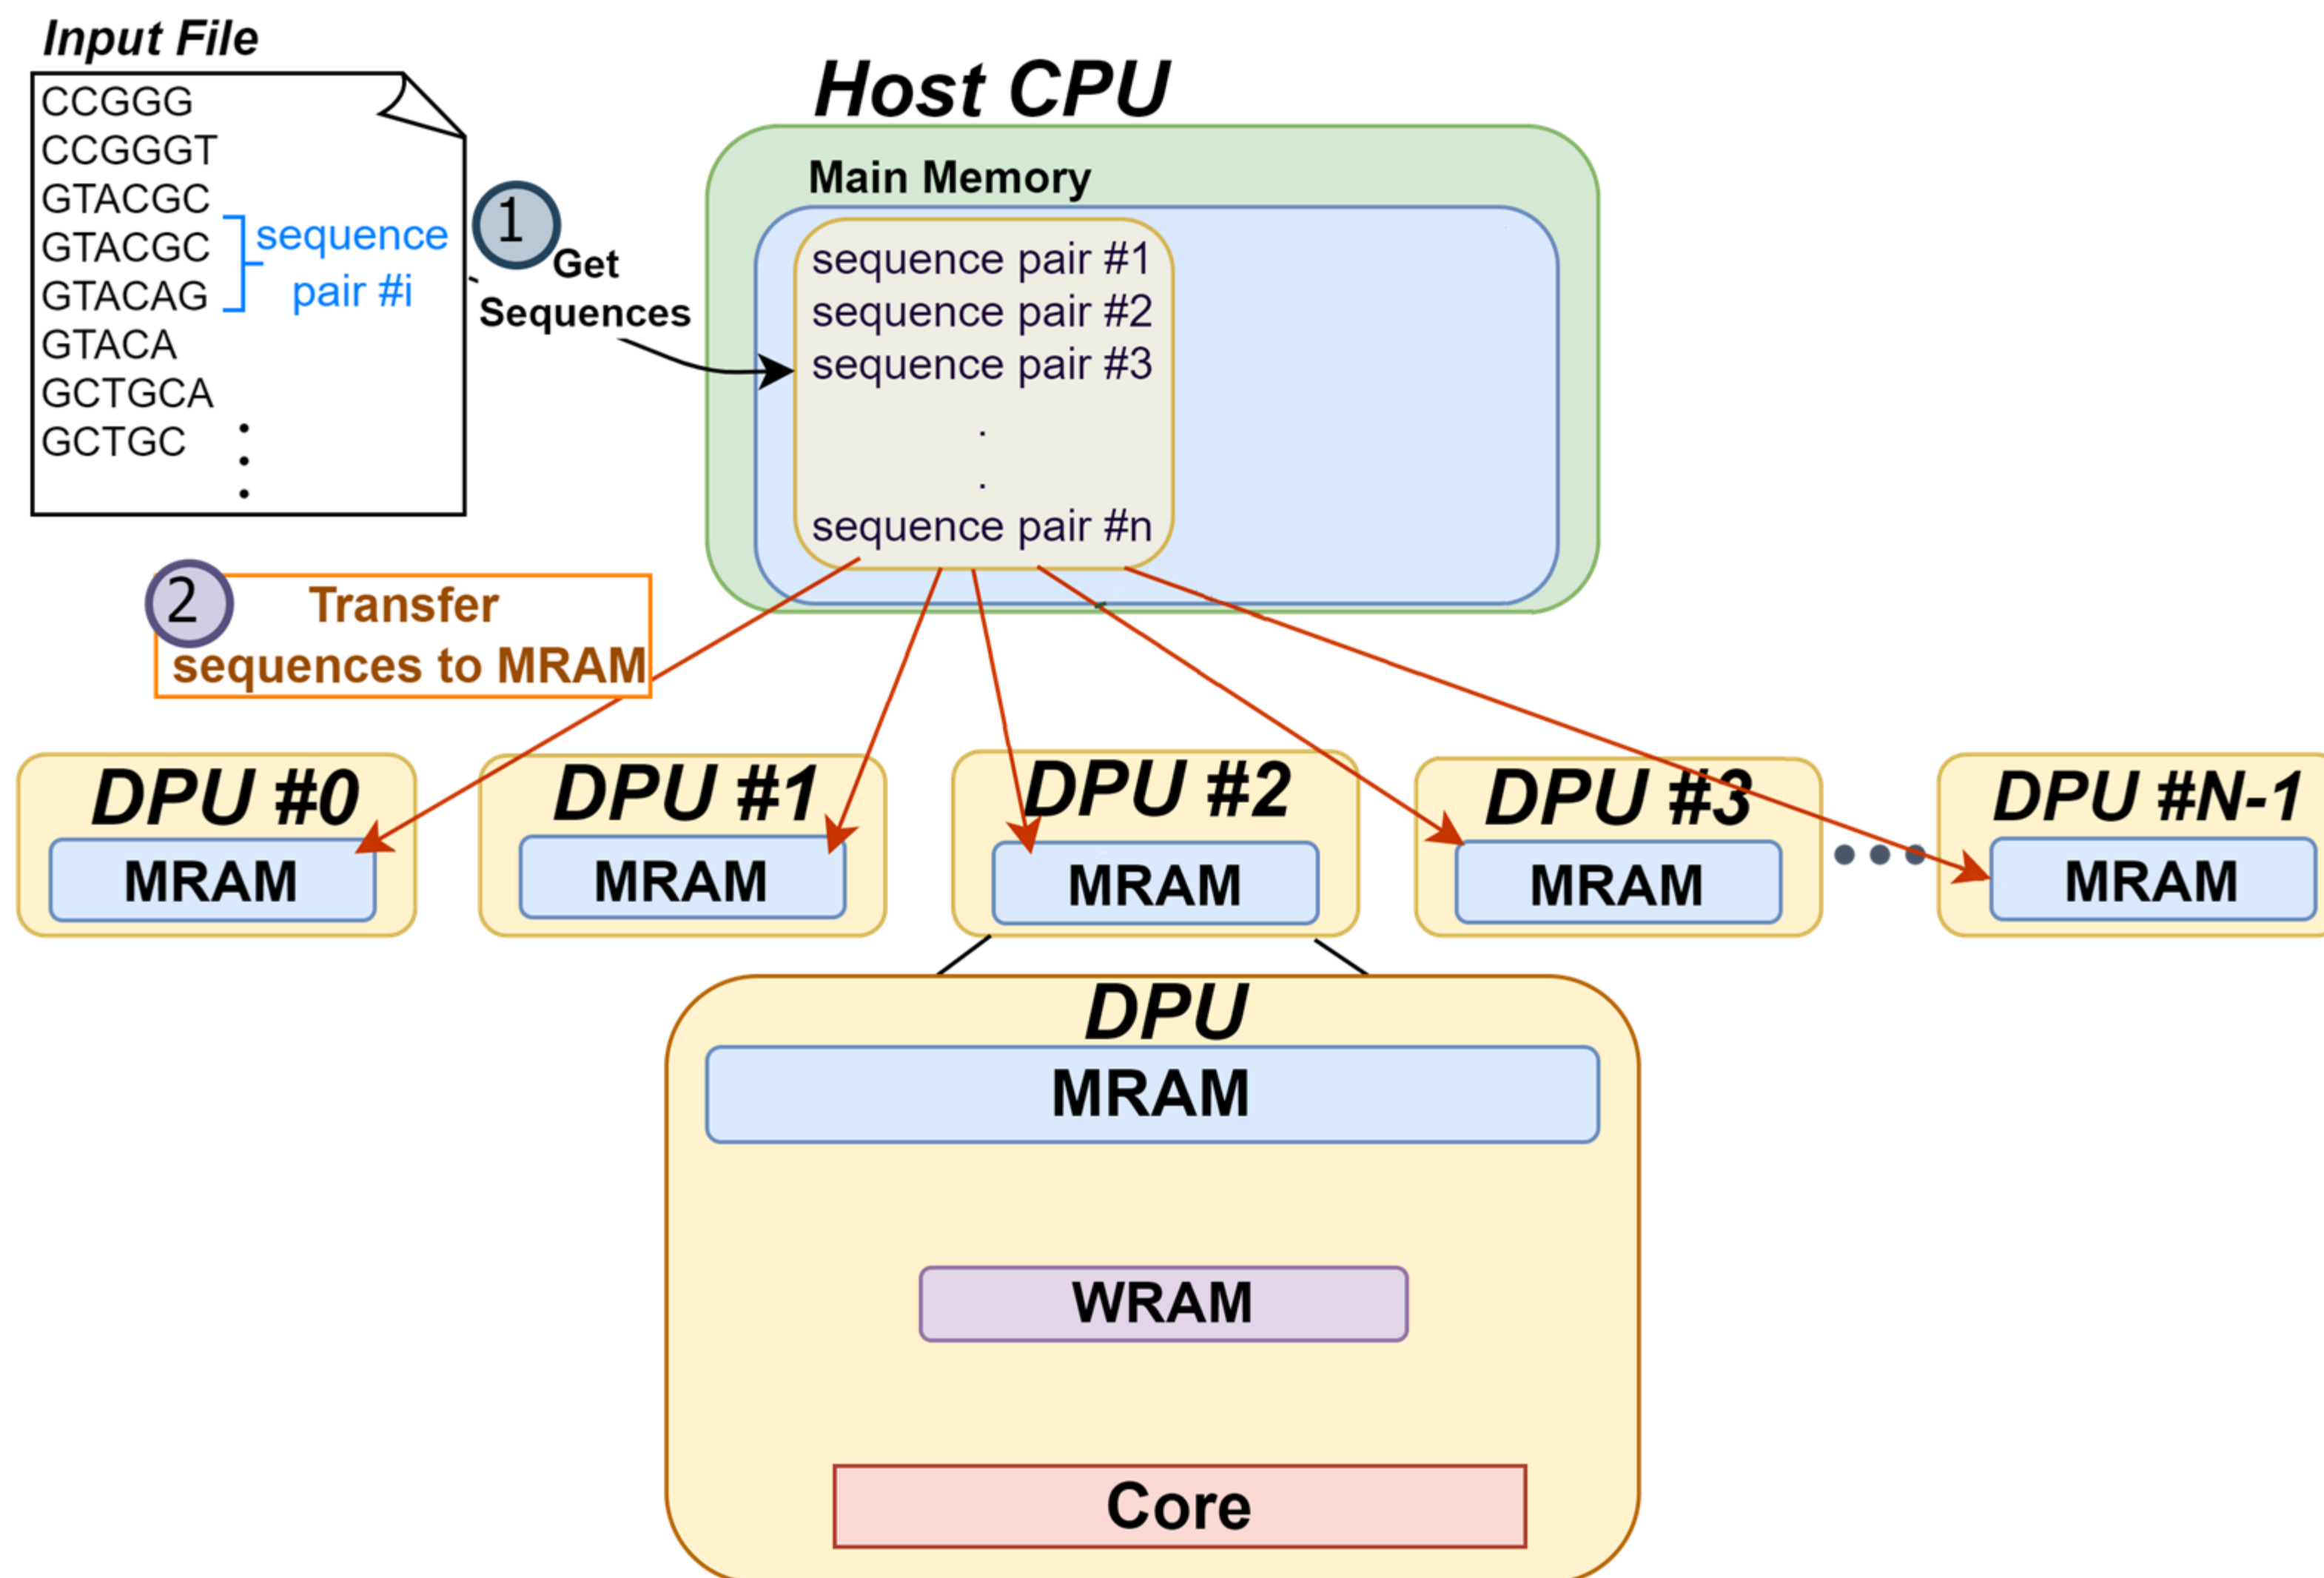 Input File
CCGGG
CCGGGT
GTACGC
GTACGC
GTACAG
GTACA
GCTGCA
GCTGC
sequence
pair #i
1
Get
Sequences
Host CPU
Main Memory
sequence pair #1
sequence pair #2
sequence pair #3
.
.
sequence pair #n
2
Transfer
sequences to MRAM
DPU #0
MRAM
DPU #1
MRAM
DPU #2
MRAM
DPU #3
MRAM
DPU #N-1
MRAM
DPU
MRAM
WRAM
Core